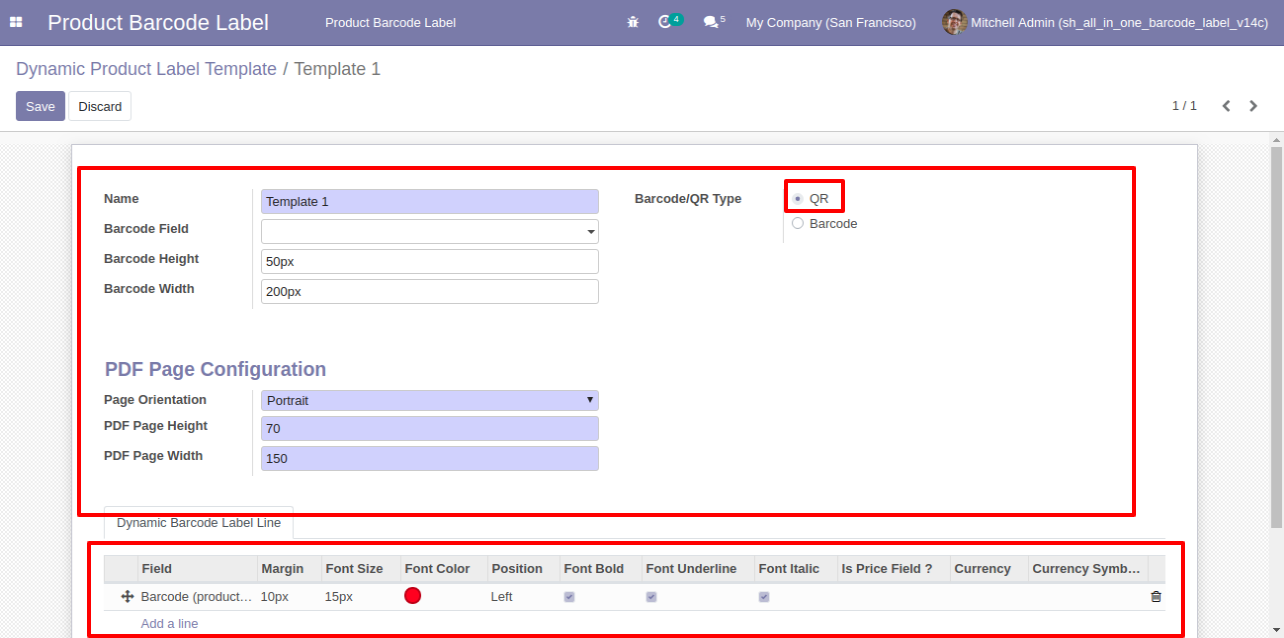 Product Barcode Label Product Barcode Label 4 5 My Company (San Francisco) Mitchell Admin (sh_all_in_one_barcode_label_v14c)
Dynamic Product Label Template / Template 1
Save Discard 1 / 1
Name Template 1 Barcode/QR Type QR
Barcode Field Barcode
Barcode Height 50px
Barcode Width 200px
PDF Page Configuration
Page Orientation Portrait
PDF Page Height 70
PDF Page Width 150
Dynamic Barcode Label Line
Field Margin Font Size Font Color Position Font Bold Font Underline Font Italic Is Price Field ? Currency Currency Symb...
Barcode (product... 10px 15px Left
Add a line